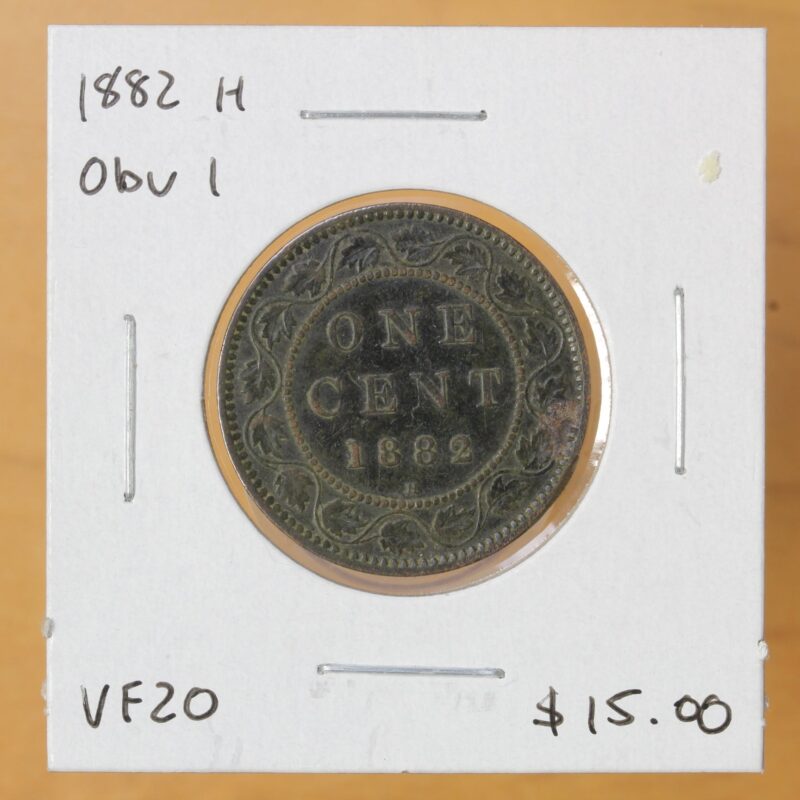 1882 H
Obv 1
ONE
CENT
1882
H
VF20
$15.00